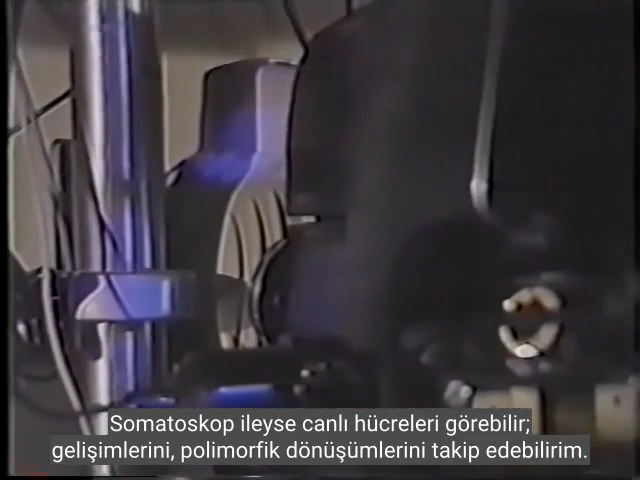 Somatoskop ileyse canlı hücreleri görebilir;
gelişimlerini, polimorfik dönüşümlerini takip edebilirim.